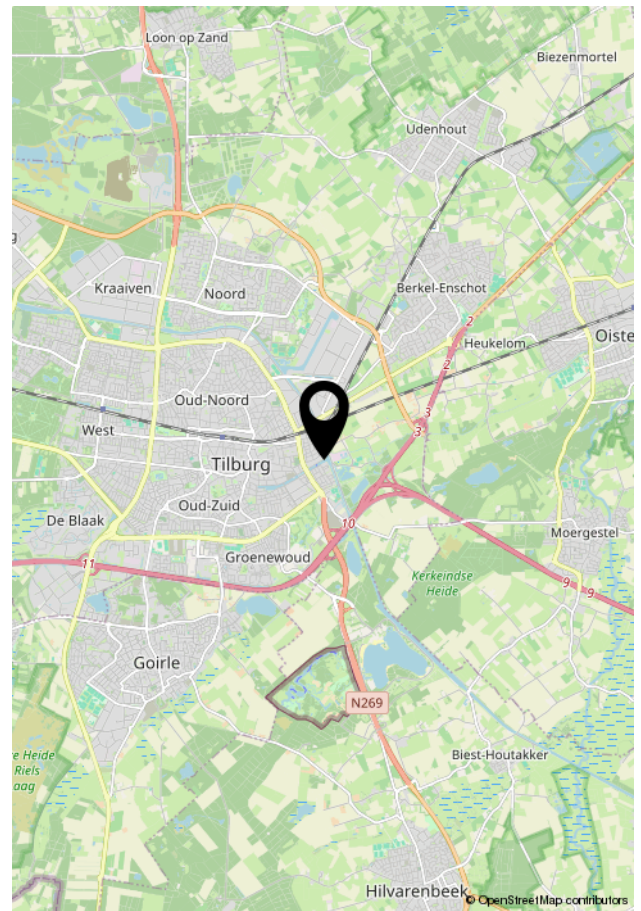 Loon op Zand
Biezenmortel
Udenhout
g
Kraaiven
Noord
Berkel-Enschot
2
Heukelom
Oiste
2
Oud-Noord
3
3
West
Tilburg
Oud-Zuid
De Blaak
10
Moergestel
Groenewoud
11
Kerkeindse
Heide
9
9
Goirle
N269
re Heide
Riels
aag
Biest-Houtakker
Hilvarenbeek
© OpenStreetMap contributors